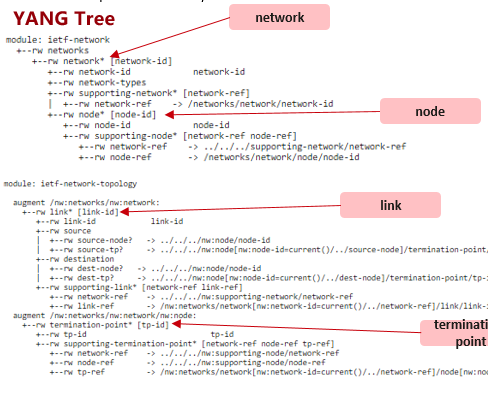 YANG Tree
network
module: ietf-network
+--rw networks
+--rw network* [network-id]
+--rw network-id network-id
+--rw network-types
+--rw supporting-network* [network-ref]
| +--rw network-ref -> /networks/network/network-id
+--rw node* [node-id]
node
+--rw node-id node-id
+--rw supporting-node* [network-ref node-ref]
+--rw network-ref -> ../../../supporting-network/network-ref
+--rw node-ref -> /networks/network/node/node-id
module: ietf-network-topology
augment /nw:networks/nw:network:
+--rw link* [link-id]
link
+--rw link-id link-id
+--rw source
| +--rw source-node? -> ../../../nw:node/node-id
| +--rw source-tp? -> ../../../nw:node[nw:node-id=current()/../source-node]/termination-point/
+--rw destination
| +--rw dest-node? -> ../../../nw:node/node-id
| +--rw dest-tp? -> ../../../nw:node[nw:node-id=current()/../dest-node]/termination-point/tp-i
+--rw supporting-link* [network-ref link-ref]
+--rw network-ref -> ../../../nw:supporting-network/network-ref
+--rw link-ref -> /nw:networks/network[nw:network-id=current()/../network-ref]/link/link-i
augment /nw:networks/nw:network/nw:node:
+--rw termination-point* [tp-id]
terminati
point
+--rw tp-id tp-id
+--rw supporting-termination-point* [network-ref node-ref tp-ref]
+--rw network-ref -> ../../../nw:supporting-node/network-ref
+--rw node-ref -> ../../../nw:supporting-node/node-ref
+--rw tp-ref -> /nw:networks/network[nw:network-id=current()/../network-ref]/node[nw:no